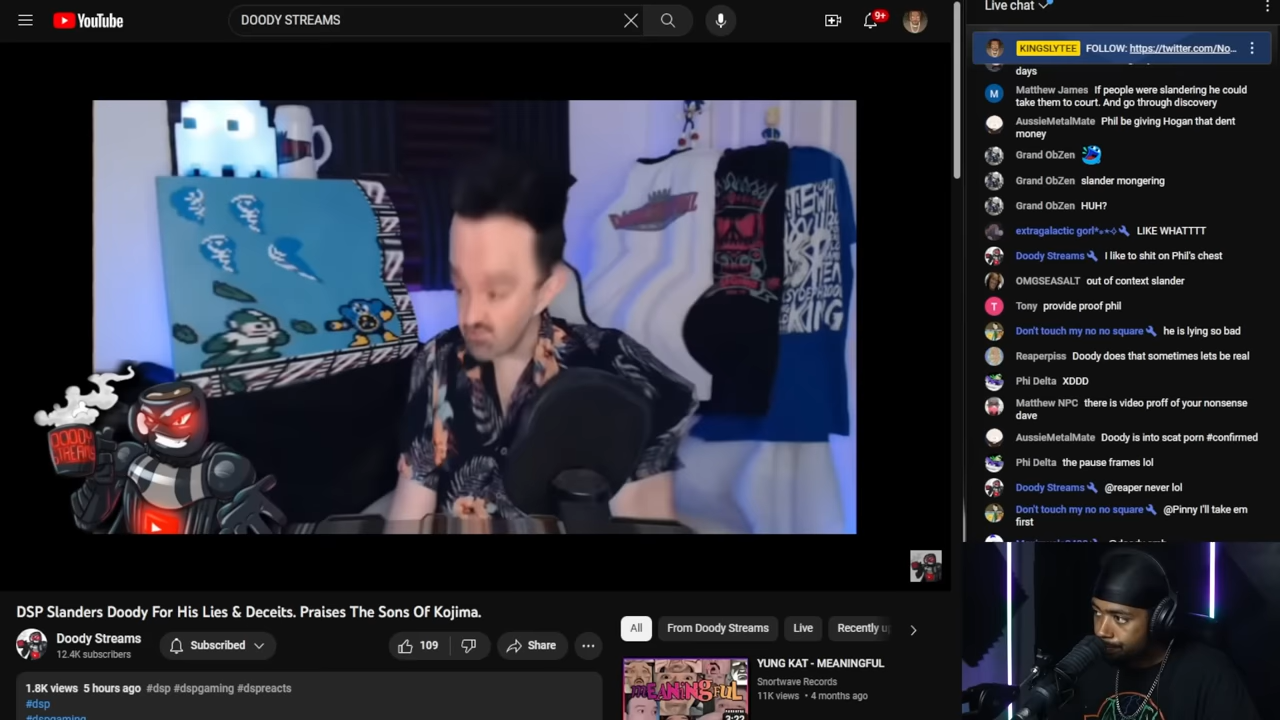 YouTube
DOODY STREAMS
9+
Live chat
KINGSLYTEE FOLLOW: https://twitter.com/No...
days
Matthew James If people were slandering he could
take them to court. And go through discovery
AussieMetalMate Phil be giving Hogan that dent
money
Grand ObZen
Grand ObZen slander mongering
Grand ObZen HUH?
LIKE WHATTTT
Doody Streams I like to shit on Phil's chest
OMGSEASALT out of context slander
T Tony provide proof phil
Don't touch my no no square he is lying so bad
Reaperpiss Doody does that sometimes lets be real
Phi Delta XDDD
Matthew NPC there is video proff of your nonsense
dave
AussieMetalMate Doody is into scat porn #confirmed
Phi Delta the pause frames lol
Doody Streams @reaper never lol
Don't touch my no no square @Pinny I'll take em
first
DOODY
STREAMS
DSP Slanders Doody For His Lies & Deceits. Praises The Sons Of Kojima.
Doody Streams
12.4K subscribers
Subscribed
109
Share
1.8K views 5 hours ago #dsp #dspgaming #dspreacts
#dsp
#dspgaming
All
From Doody Streams
Live
Recently
YUNG KAT - MEANINGFUL
Snortwave Records
11K views • 4 months ago
MEANINGFUL
3:22